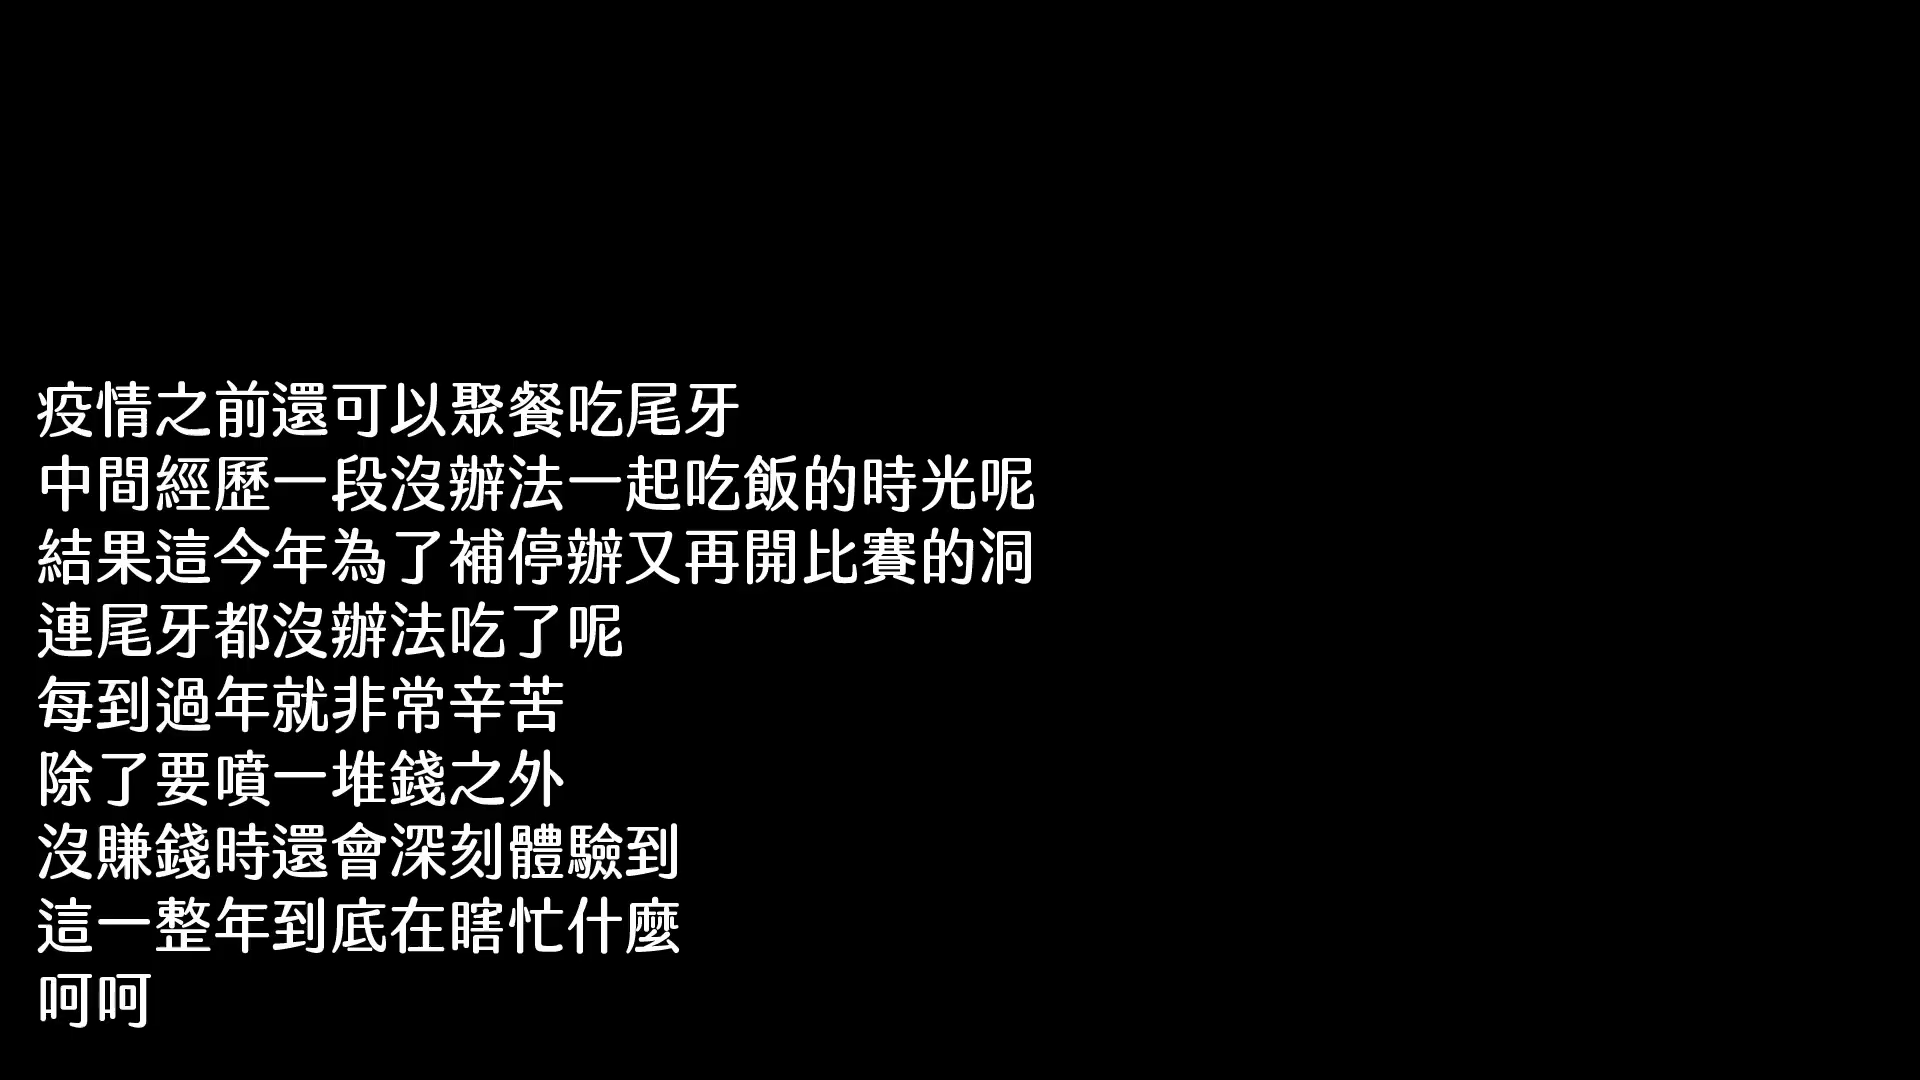 疫情之前還可以聚餐吃尾牙
中間經歷一段沒辦法一起吃飯的時光呢
結果這今年為了補停辦又再開比賽的洞
連尾牙都沒辦法吃了呢
每到過年就非常辛苦
除了要噴一堆錢之外
沒賺錢時還會深刻體驗到
這一整年到底在瞎忙什麼
呵呵